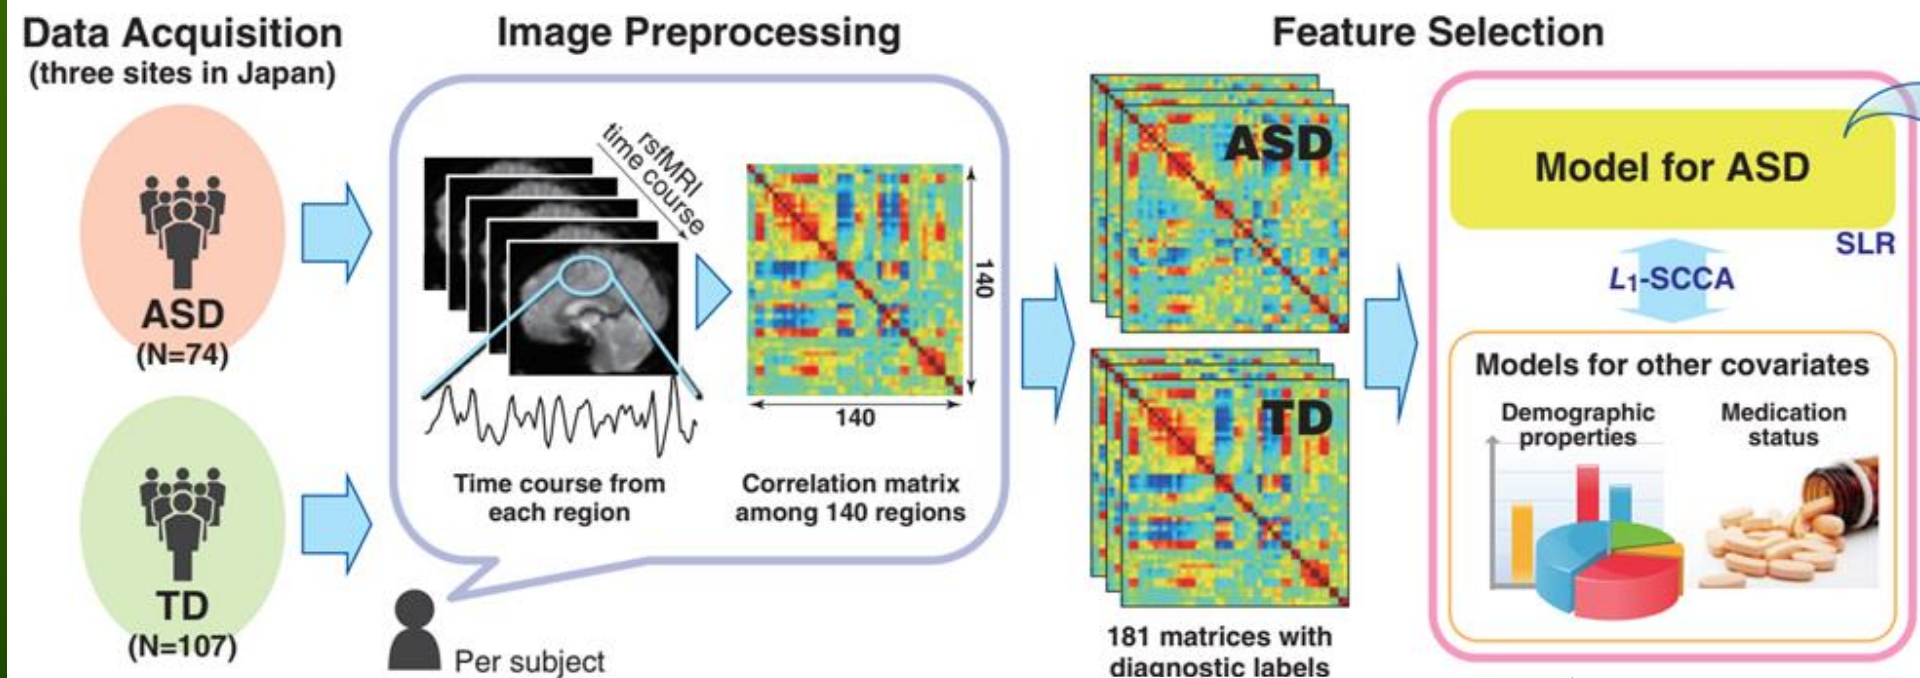 Data Acquisition
(three sites in Japan)
ASD
(N=74)
TD
(N=107)
Image Preprocessing
rsfMRI
time course
140
140
Time course from
each region
Correlation matrix
among 140 regions
Per subject
Feature Selection
ASD
TD
181 matrices with
diagnostic labels
Model for ASD
SLR
L1-SCCA
Models for other covariates
Demographic
properties
Medication
status